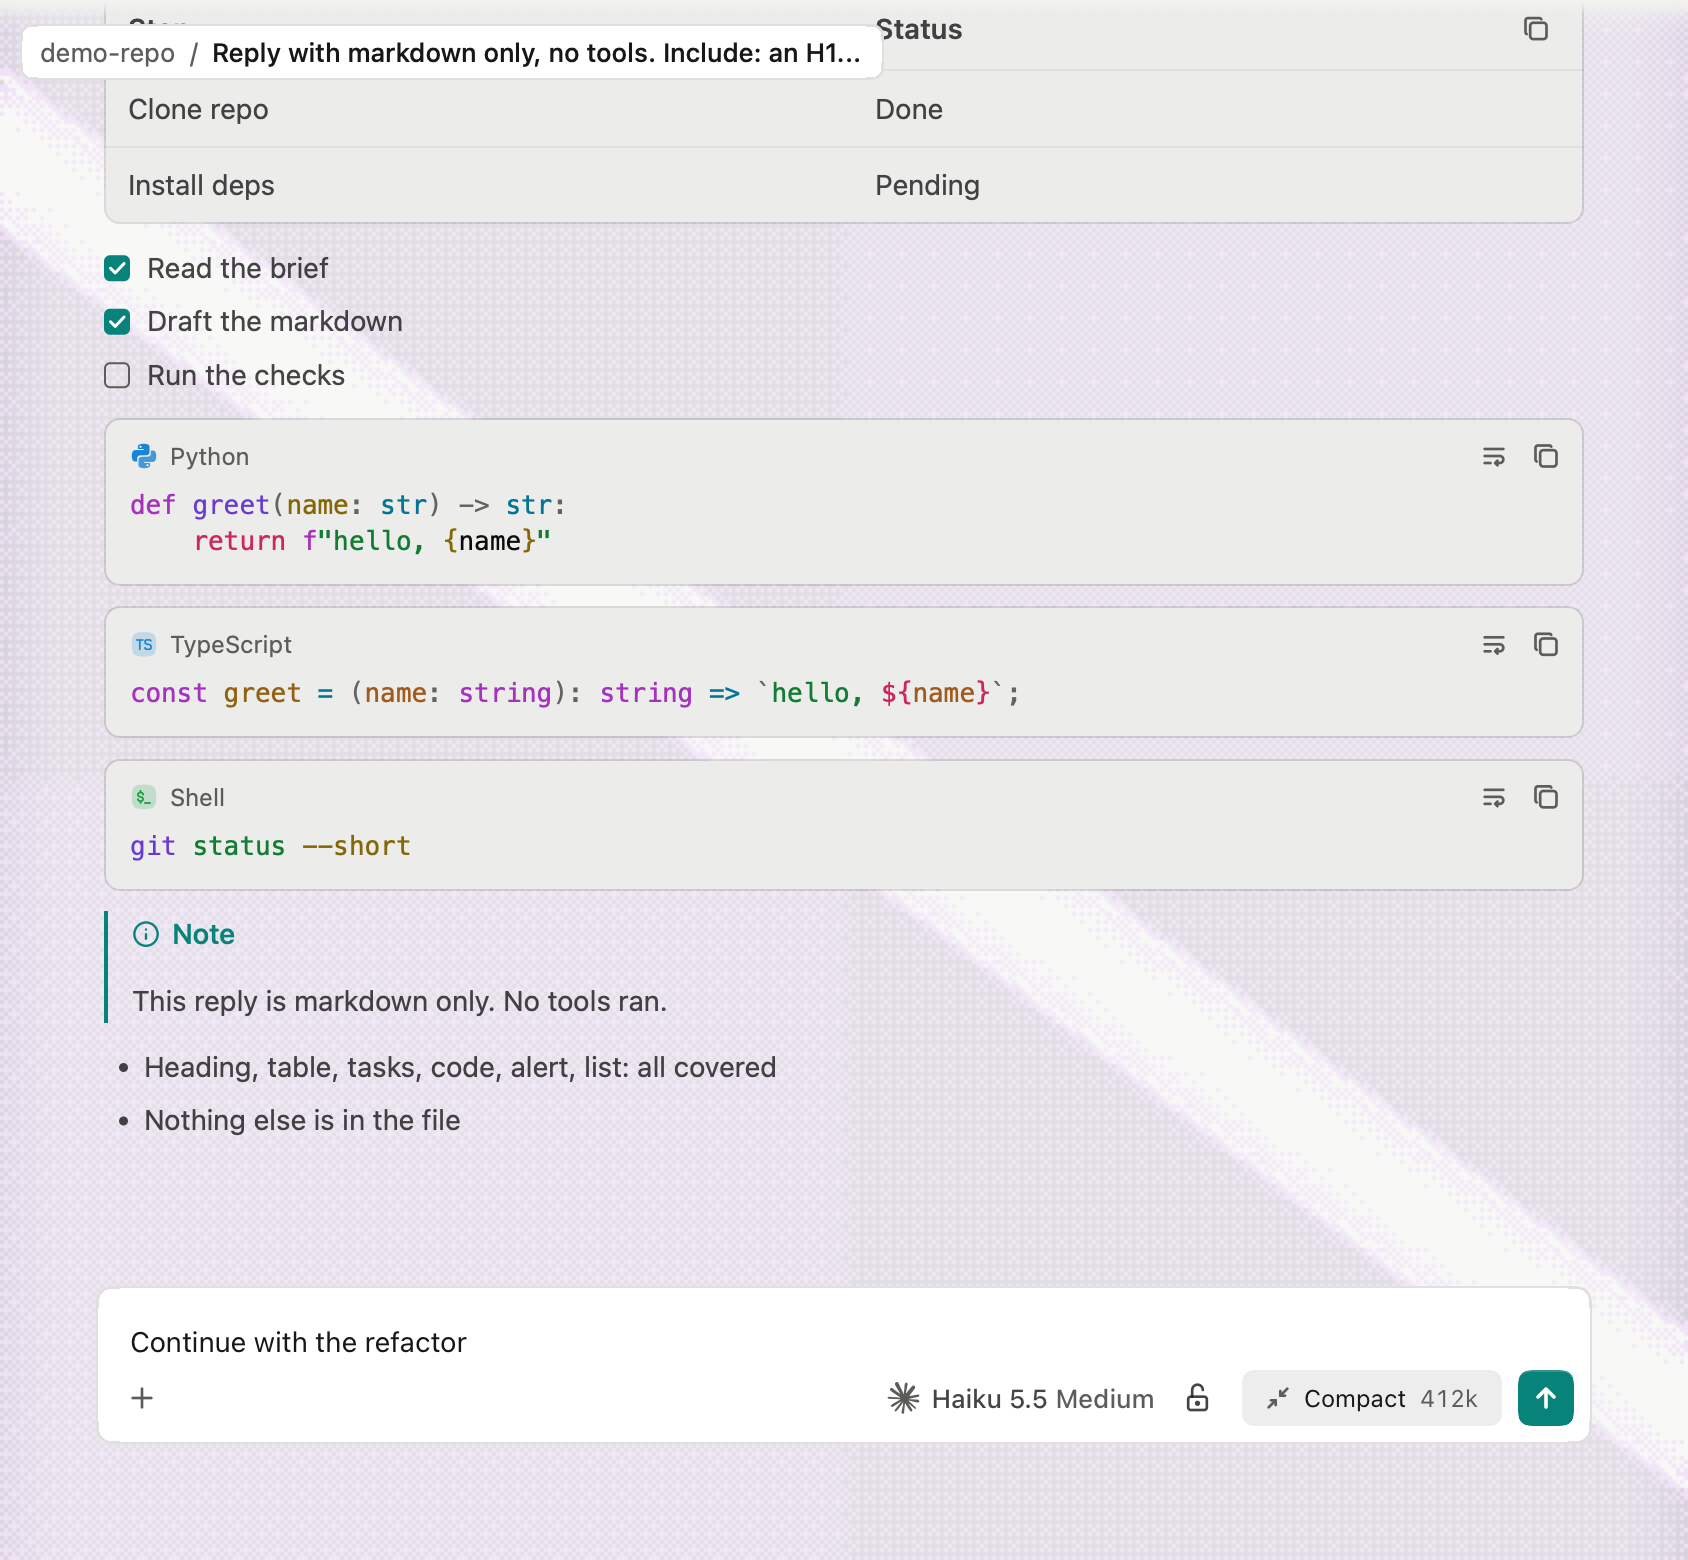 Status
demo-repo / Reply with markdown only, no tools. Include: an H1...
Clone repo Done
Install deps Pending
Read the brief
Draft the markdown
Run the checks
Python
def greet(name: str) -> str:
    return f"hello, {name}"
TS TypeScript
const greet = (name: string): string => `hello, ${name}`;
$_ Shell
git status --short
Note
This reply is markdown only. No tools ran.
• Heading, table, tasks, code, alert, list: all covered
• Nothing else is in the file
Continue with the refactor
Haiku 5.5 Medium Compact 412k